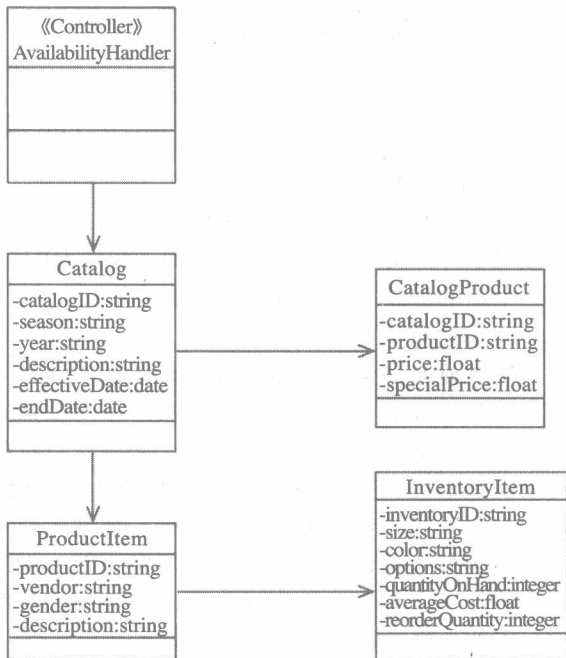 《Controller》
AvailabilityHandler
Catalog
-catalogID:string
-season:string
-year:string
-description:string
-effectiveDate:date
-endDate:date
CatalogProduct
-catalogID:string
-productID:string
-price:float
-specialPrice:float
ProductItem
-productID:string
-vendor:string
-gender:string
-description:string
InventoryItem
-inventoryID:string
-size:string
-color:string
-options:string
-quantityOnHand:integer
-averageCost:float
-reorderQuantity:integer